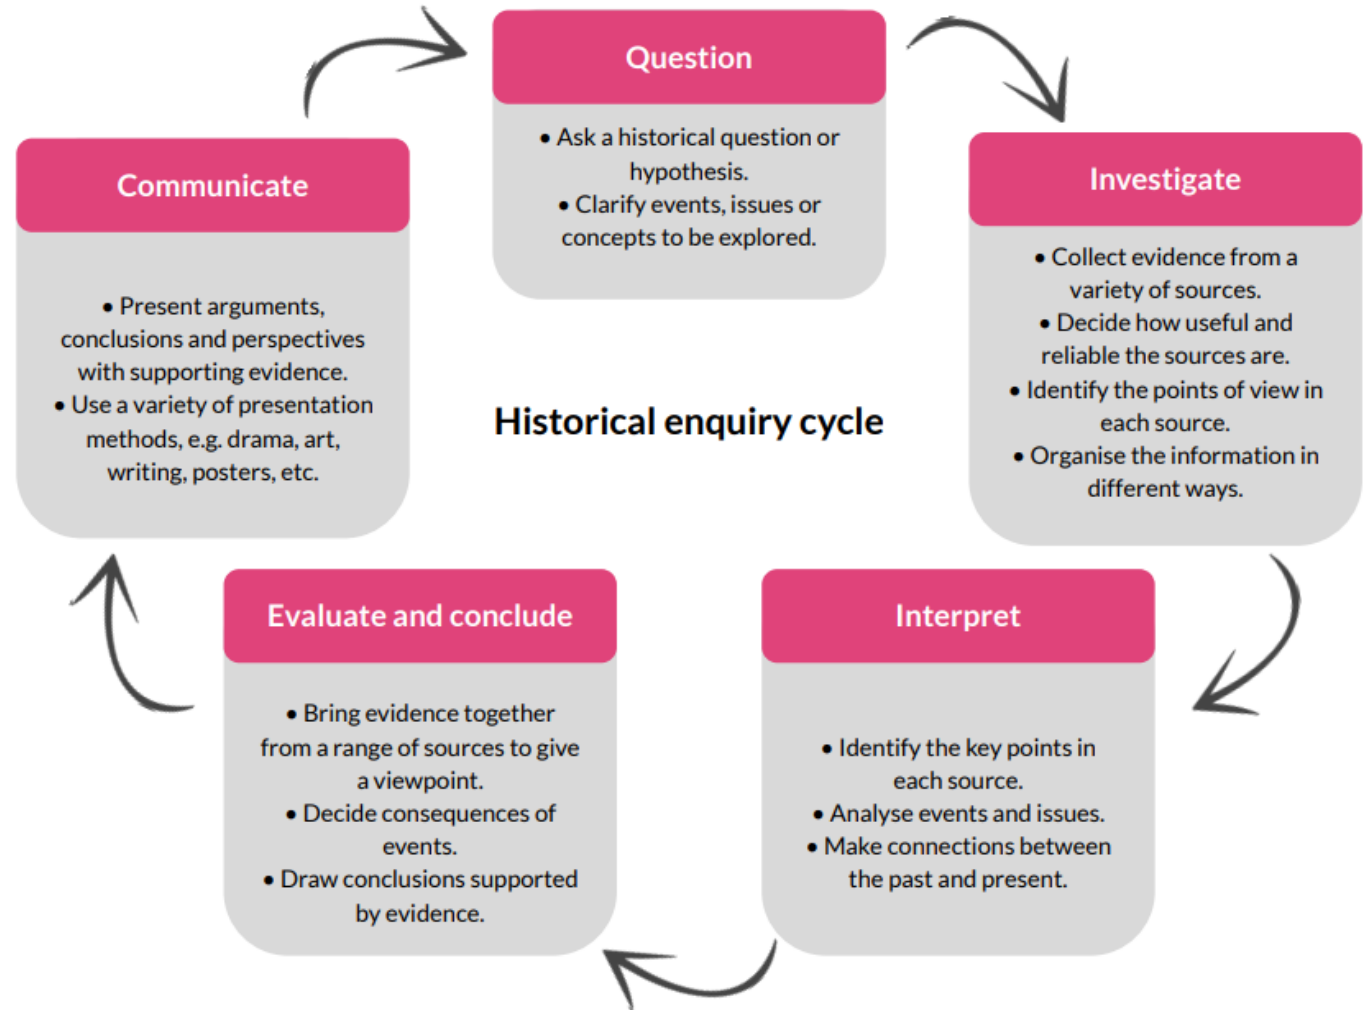 Question
• Ask a historical question or
hypothesis.
• Clarify events, issues or
concepts to be explored.
Investigate
• Collect evidence from a
variety of sources.
• Decide how useful and
reliable the sources are.
• Identify the points of view in
each source.
• Organise the information in
different ways.
Interpret
• Identify the key points in
each source.
• Analyse events and issues.
• Make connections between
the past and present.
Evaluate and conclude
• Bring evidence together
from a range of sources to give
a viewpoint.
• Decide consequences of
events.
• Draw conclusions supported
by evidence.
Communicate
• Present arguments,
conclusions and perspectives
with supporting evidence.
• Use a variety of presentation
methods, e.g. drama, art,
writing, posters, etc.
Historical enquiry cycle